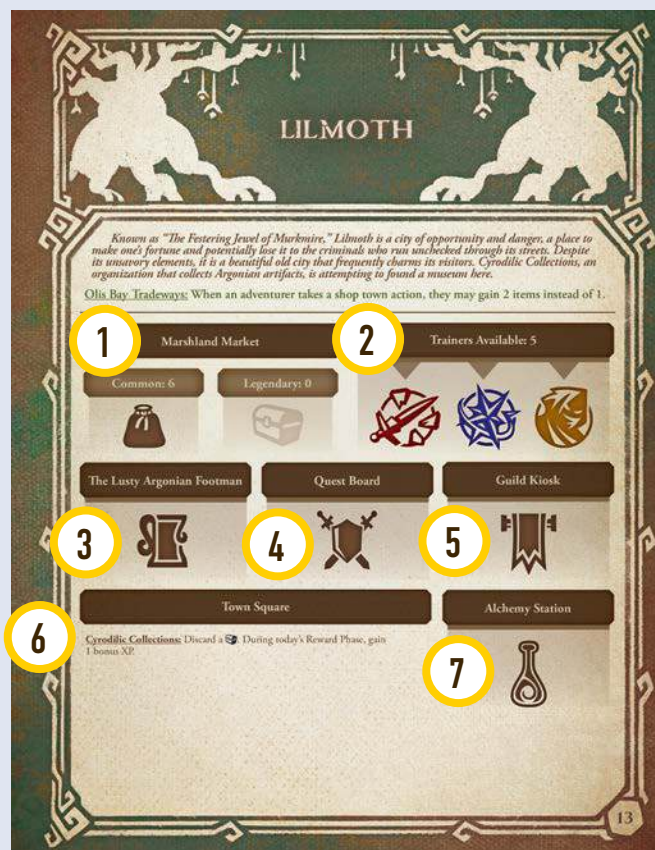 LILMOTH
Known as "The Festering Jewel of Murkmire," Lilmoth is a city of opportunity and danger, a place to
make one's fortune and potentially lose it to the criminals who run unchecked through its streets. Despite
its unsavory elements, it is a beautiful old city that frequently charms its visitors. Cyrodilic Collections, an
organization that collects Argonian artifacts, is attempting to found a museum here.
Olis Bay Tradeways: When an adventurer takes a shop town action, they may gain 2 items instead of 1.
1
Marshland Market
2
Trainers Available: 5
Common: 6
Legendary: 0
The Lusty Argonian Footman
Quest Board
Guild Kiosk
3
4
5
Town Square
Alchemy Station
6
Cyrodilic Collections: Discard a . During today's Reward Phase, gain
1 bonus XP.
7
13